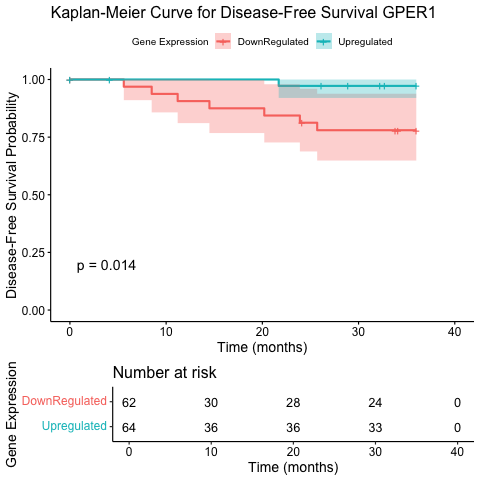 Kaplan-Meier Curve for Disease-Free Survival GPER1
Gene Expression DownRegulated Upregulated
Disease-Free Survival Probability
1.00
0.75
0.50
0.25
0.00
p = 0.014
0 10 20 30 40
Time (months)
Number at risk
Gene Expression
DownRegulated 62 30 28 24 0
Upregulated 64 36 36 33 0
0 10 20 30 40
Time (months)